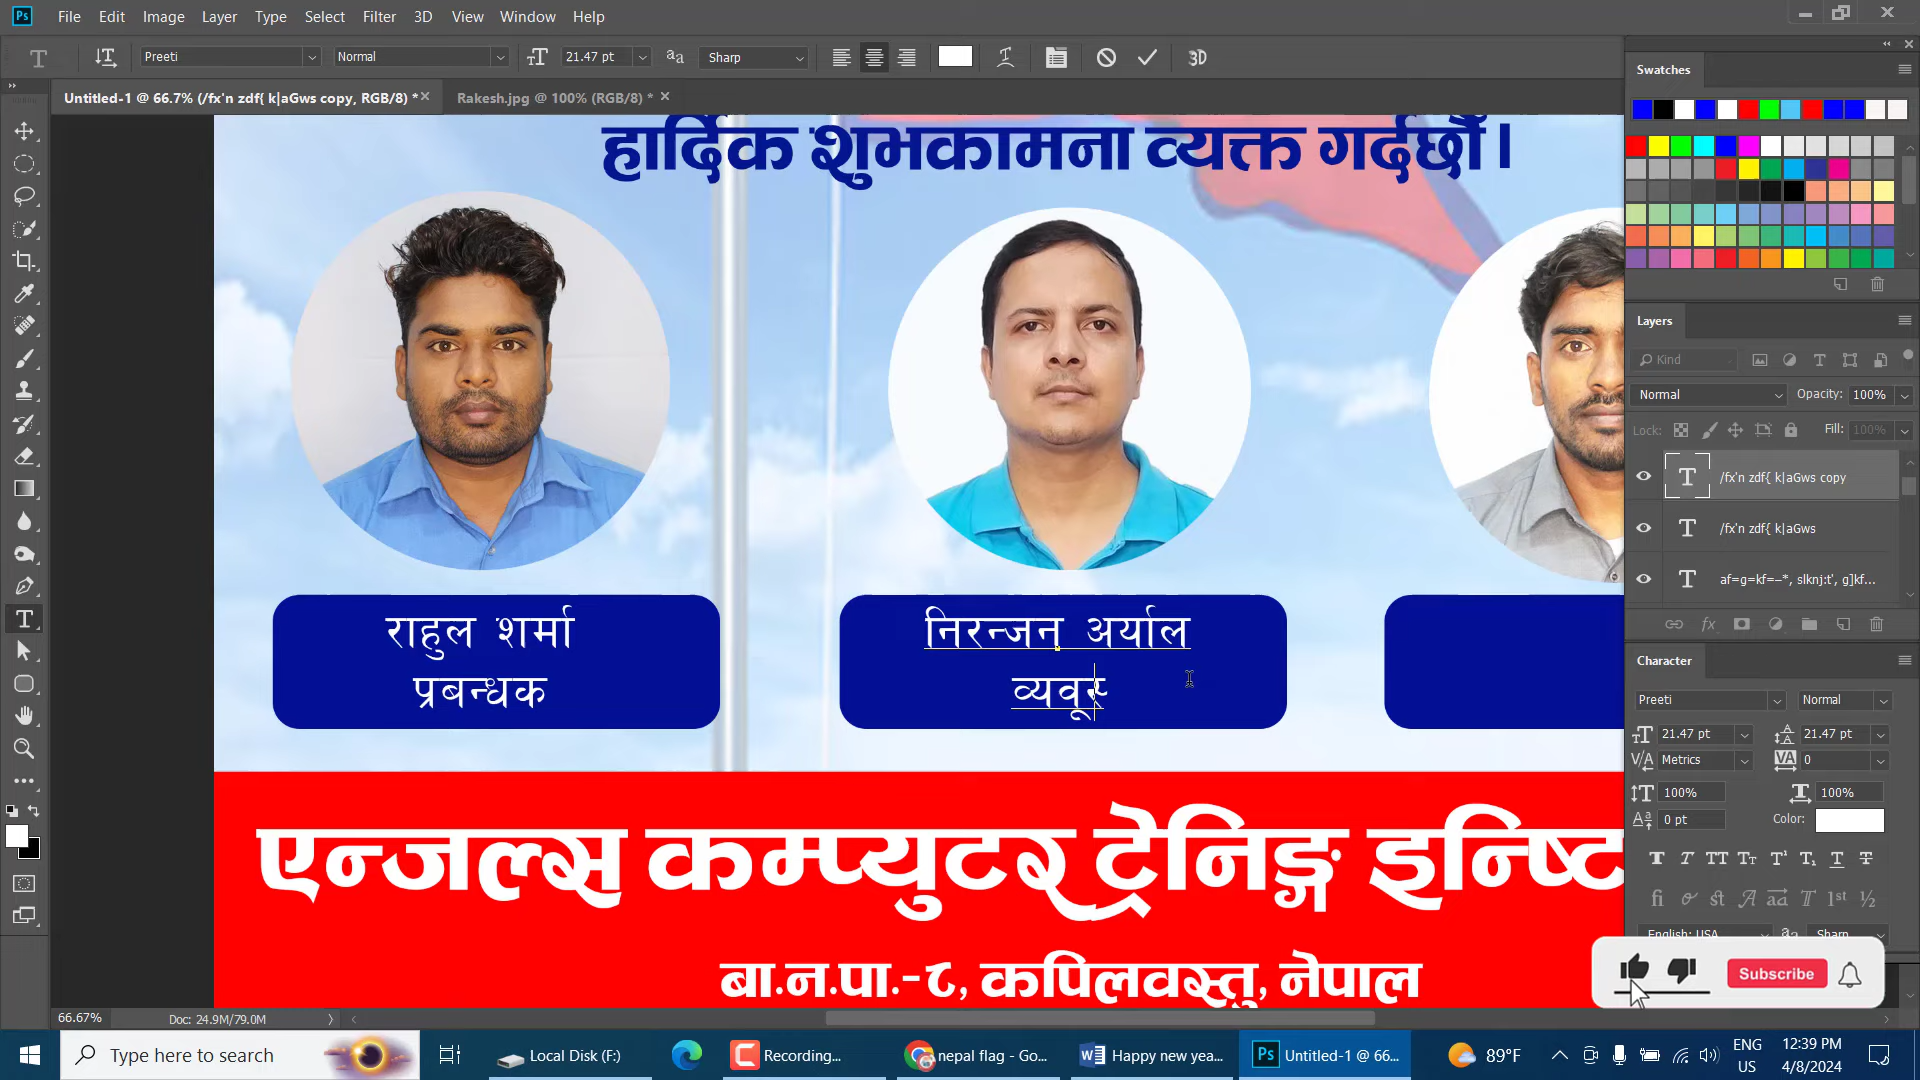 File Edit Image Layer Type Select Filter 3D View Window Help
Preeti Normal 21.47 pt Sharp 3D
Untitled-1 @ 66.7% (/fx'n zdf{ k|aGws copy, RGB/8) * Rakesh.jpg @ 100% (RGB/8) *
Swatches
हार्दिक शुभकामना व्यक्त गर्दछौं।
Layers
Kind
Normal Opacity: 100%
Lock: Fill: 100%
/fx'n zdf{ k|aGws copy
/fx'n zdf{ k|aGws
af=g=kf=–*, slknj:t', g]kf...
राहुल शर्मा
प्रबन्धक
निरन्जन अर्याल
Character
Preeti Normal
21.47 pt 21.47 pt
Metrics 0
100% 100%
0 pt Color:
English: USA Sharp
एन्जल्स कम्प्युटर ट्रेनिङ्ग
बा.न.पा.-८, कपिलवस्तु, नेपाल
Subscribe
66.67% Doc: 24.9M/79.0M
Type here to search Local Disk (F:) Recording... nepal flag - Go... Happy new yea... Untitled-1 @ 66... 89°F ENG US 12:39 PM 4/8/2024